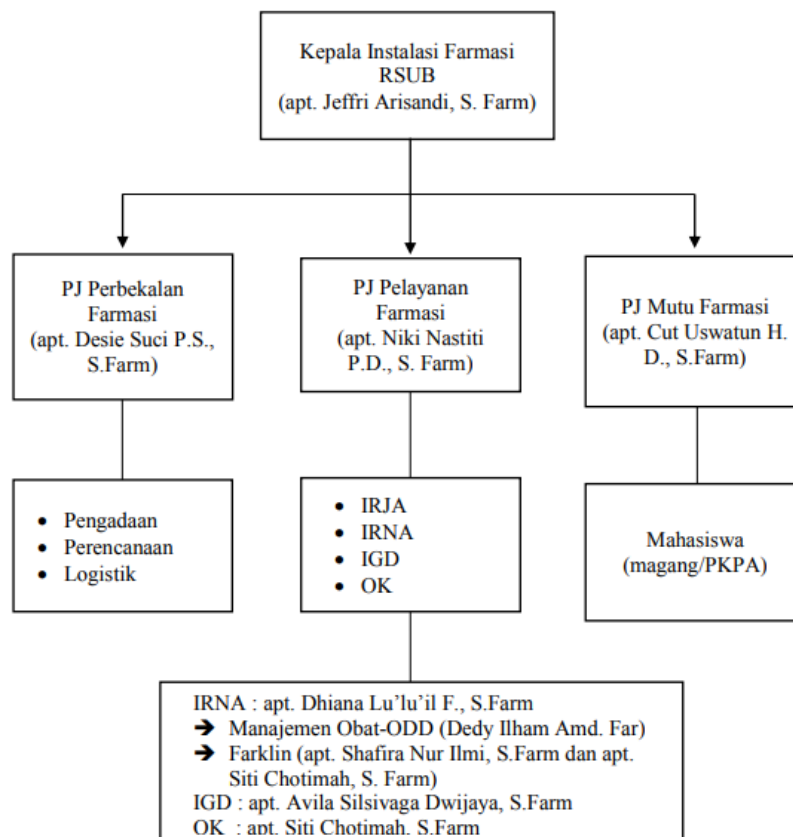 Kepala Instalasi Farmasi
RSUB
(apt. Jeffri Arisandi, S. Farm)
PJ Perbekalan
Farmasi
(apt. Desie Suci P.S.,
S.Farm)
PJ Pelayanan
Farmasi
(apt. Niki Nastiti
P.D., S. Farm)
PJ Mutu Farmasi
(apt. Cut Uswatun H.
D., S.Farm)
• Pengadaan
• Perencanaan
• Logistik
• IRJA
• IRNA
• IGD
• OK
Mahasiswa
(magang/PKPA)
IRNA : apt. Dhiana Lu’lu’il F., S.Farm
➔ Manajemen Obat-ODD (Dedy Ilham Amd. Far)
➔ Farklin (apt. Shafira Nur Ilmi, S.Farm dan apt.
Siti Chotimah, S. Farm)
IGD : apt. Avila Silsivaga Dwijaya, S.Farm
OK : apt. Siti Chotimah, S.Farm